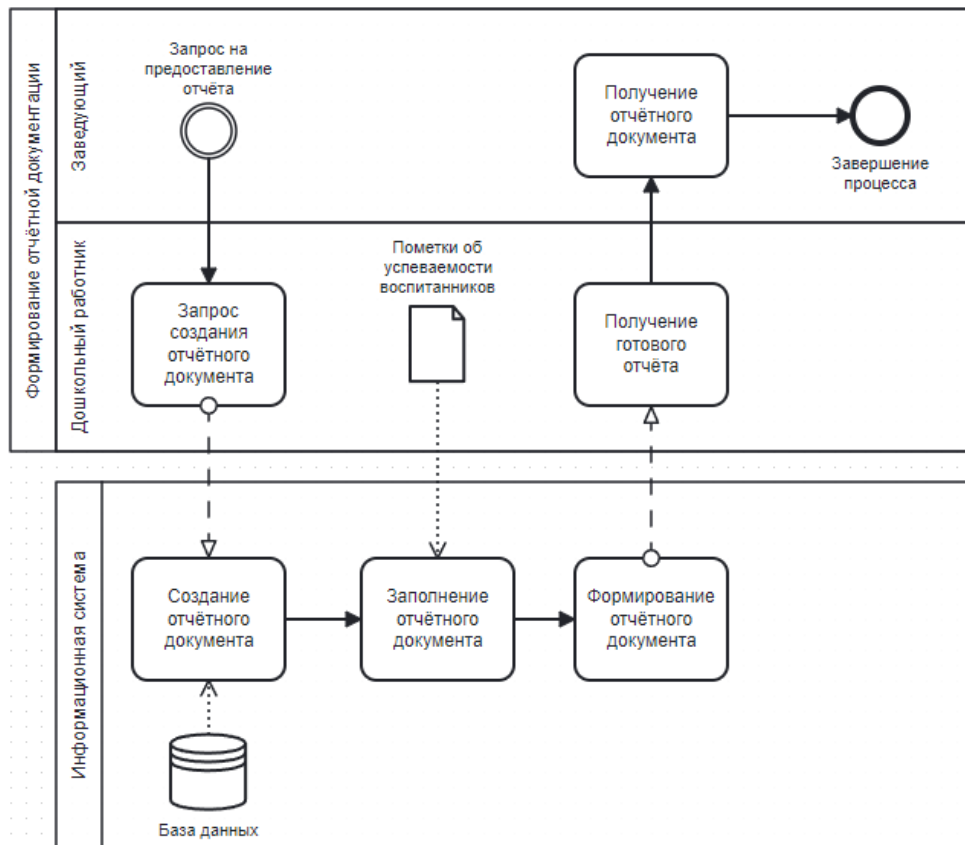 Формирование отчётной документации
Заведующий
Запрос на
предоставление
отчёта
Получение
отчётного
документа
Завершение
процесса
Дошкольный работник
Запрос
создания
отчётного
документа
Пометки об
успеваемости
воспитанников
Получение
готового
отчёта
Информационная система
Создание
отчётного
документа
Заполнение
отчётного
документа
Формирование
отчётного
документа
База данных